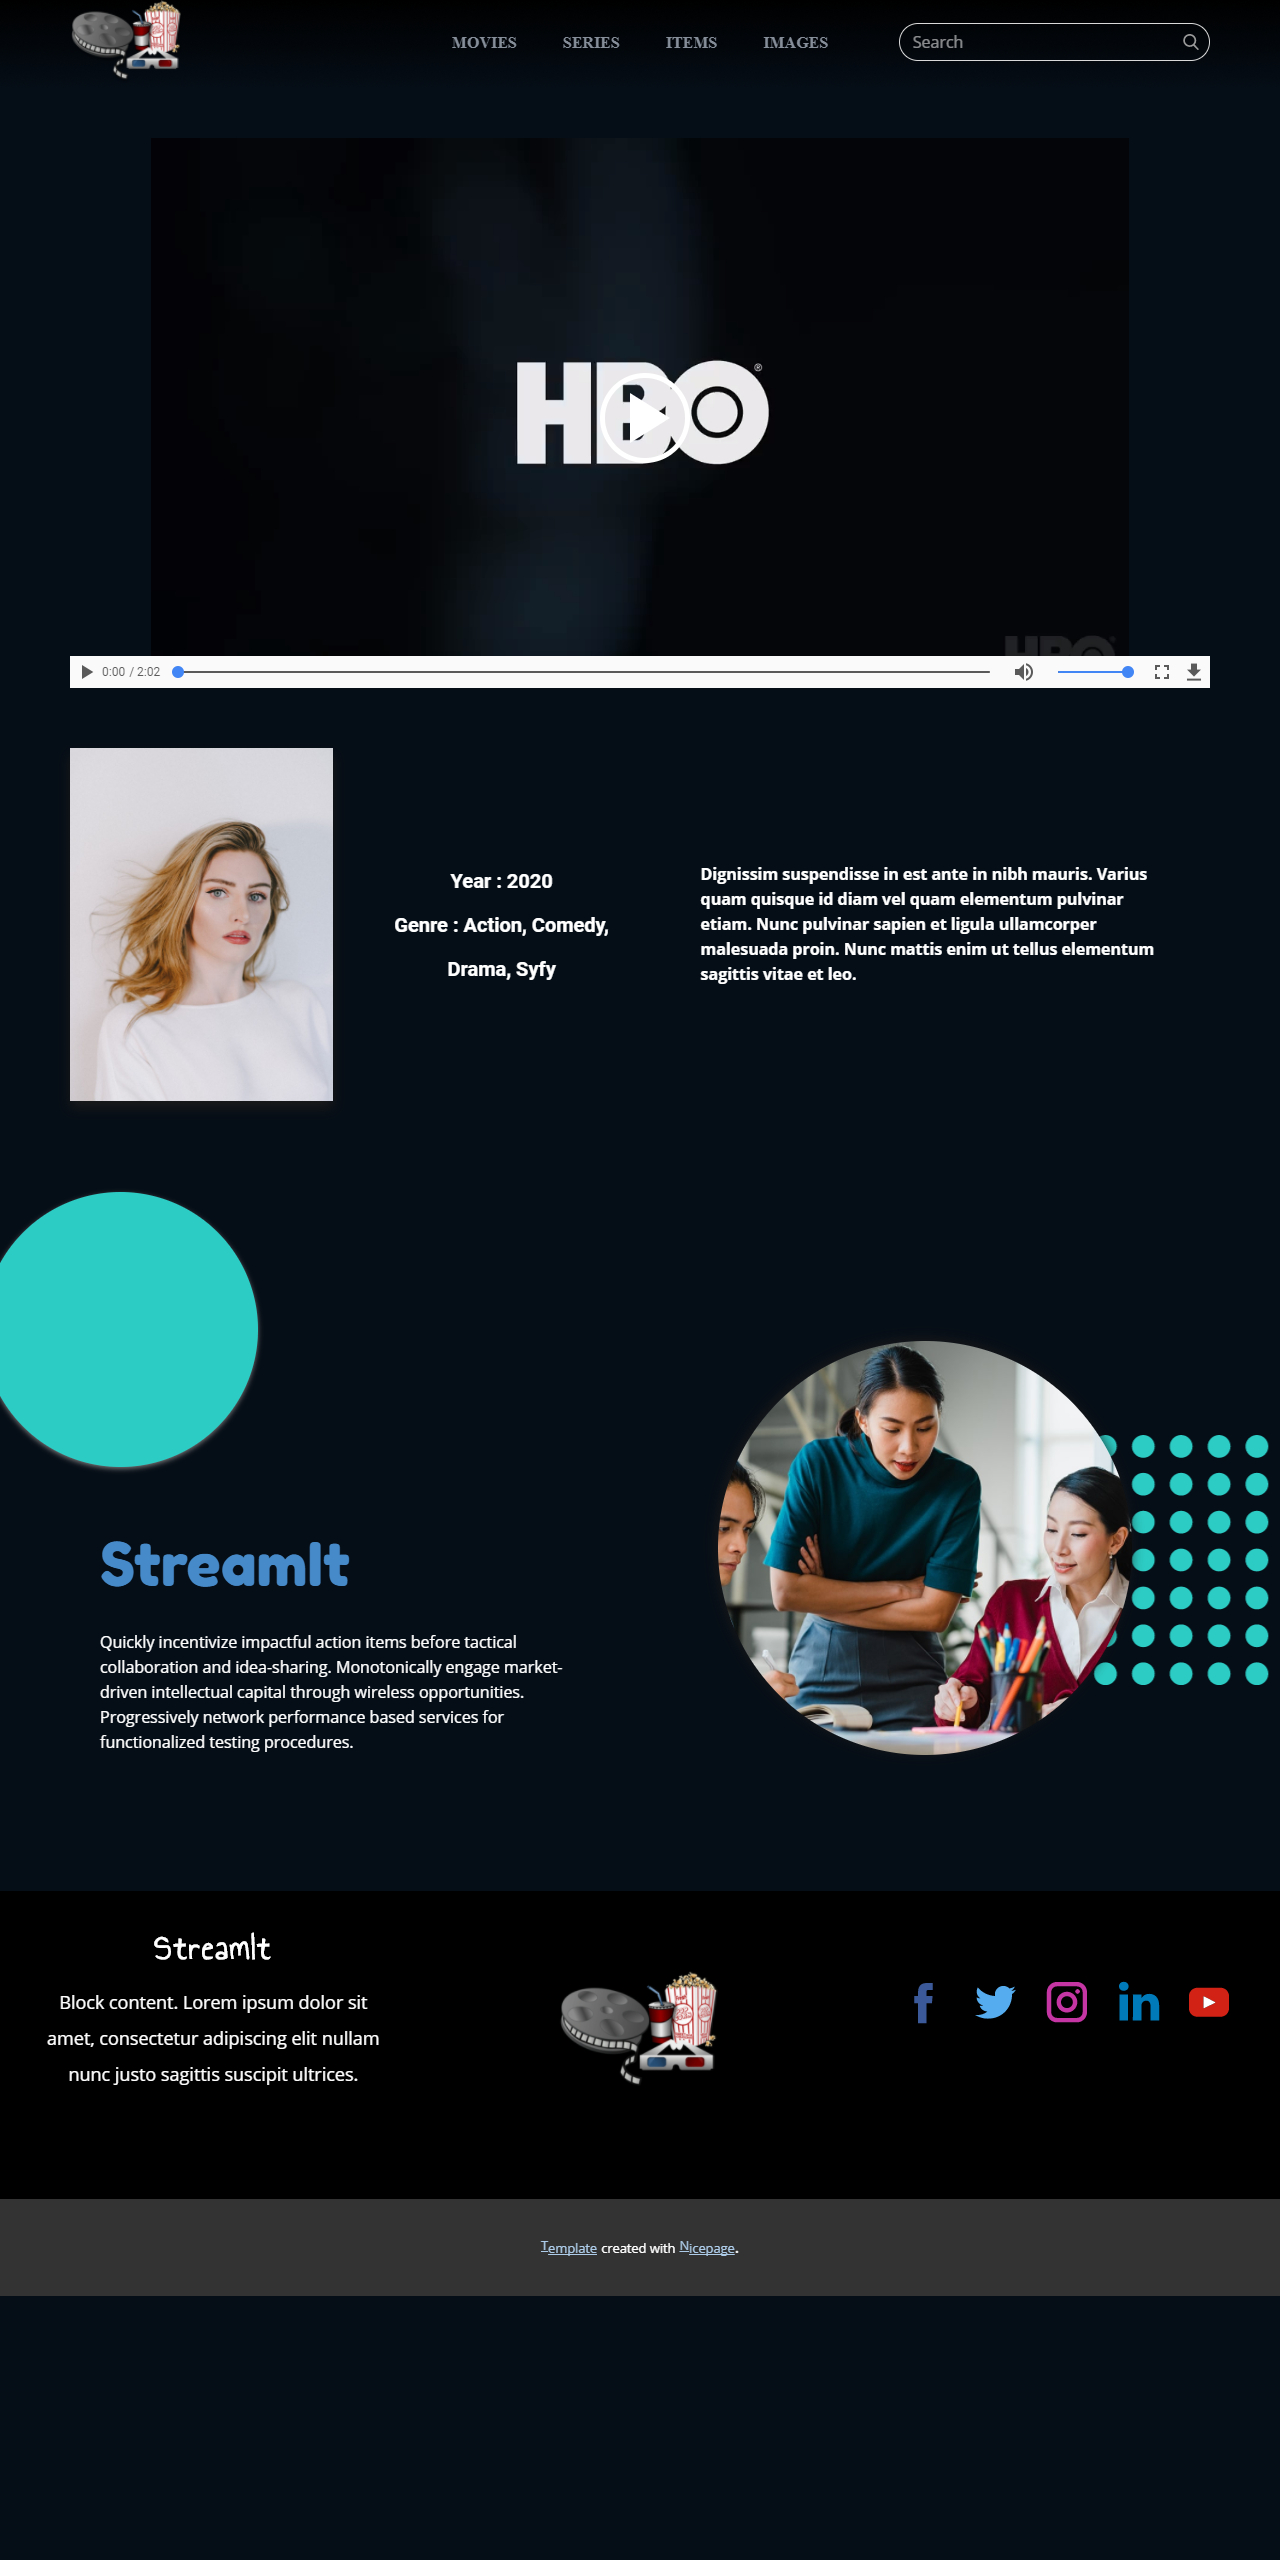 MOVIES SERIES ITEMS IMAGES Search
HBO®
HBO
0:00 / 2:02
Year : 2020
Genre : Action, Comedy,
Drama, Syfy
Dignissim suspendisse in est ante in nibh mauris. Varius
quam quisque id diam vel quam elementum pulvinar
etiam. Nunc pulvinar sapien et ligula ullamcorper
malesuada proin. Nunc mattis enim ut tellus elementum
sagittis vitae et leo.
StreamIt
Quickly incentivize impactful action items before tactical
collaboration and idea-sharing. Monotonically engage market-
driven intellectual capital through wireless opportunities.
Progressively network performance based services for
functionalized testing procedures.
StreamIt
Block content. Lorem ipsum dolor sit
amet, consectetur adipiscing elit nullam
nunc justo sagittis suscipit ultrices.
Template created with Nicepage.